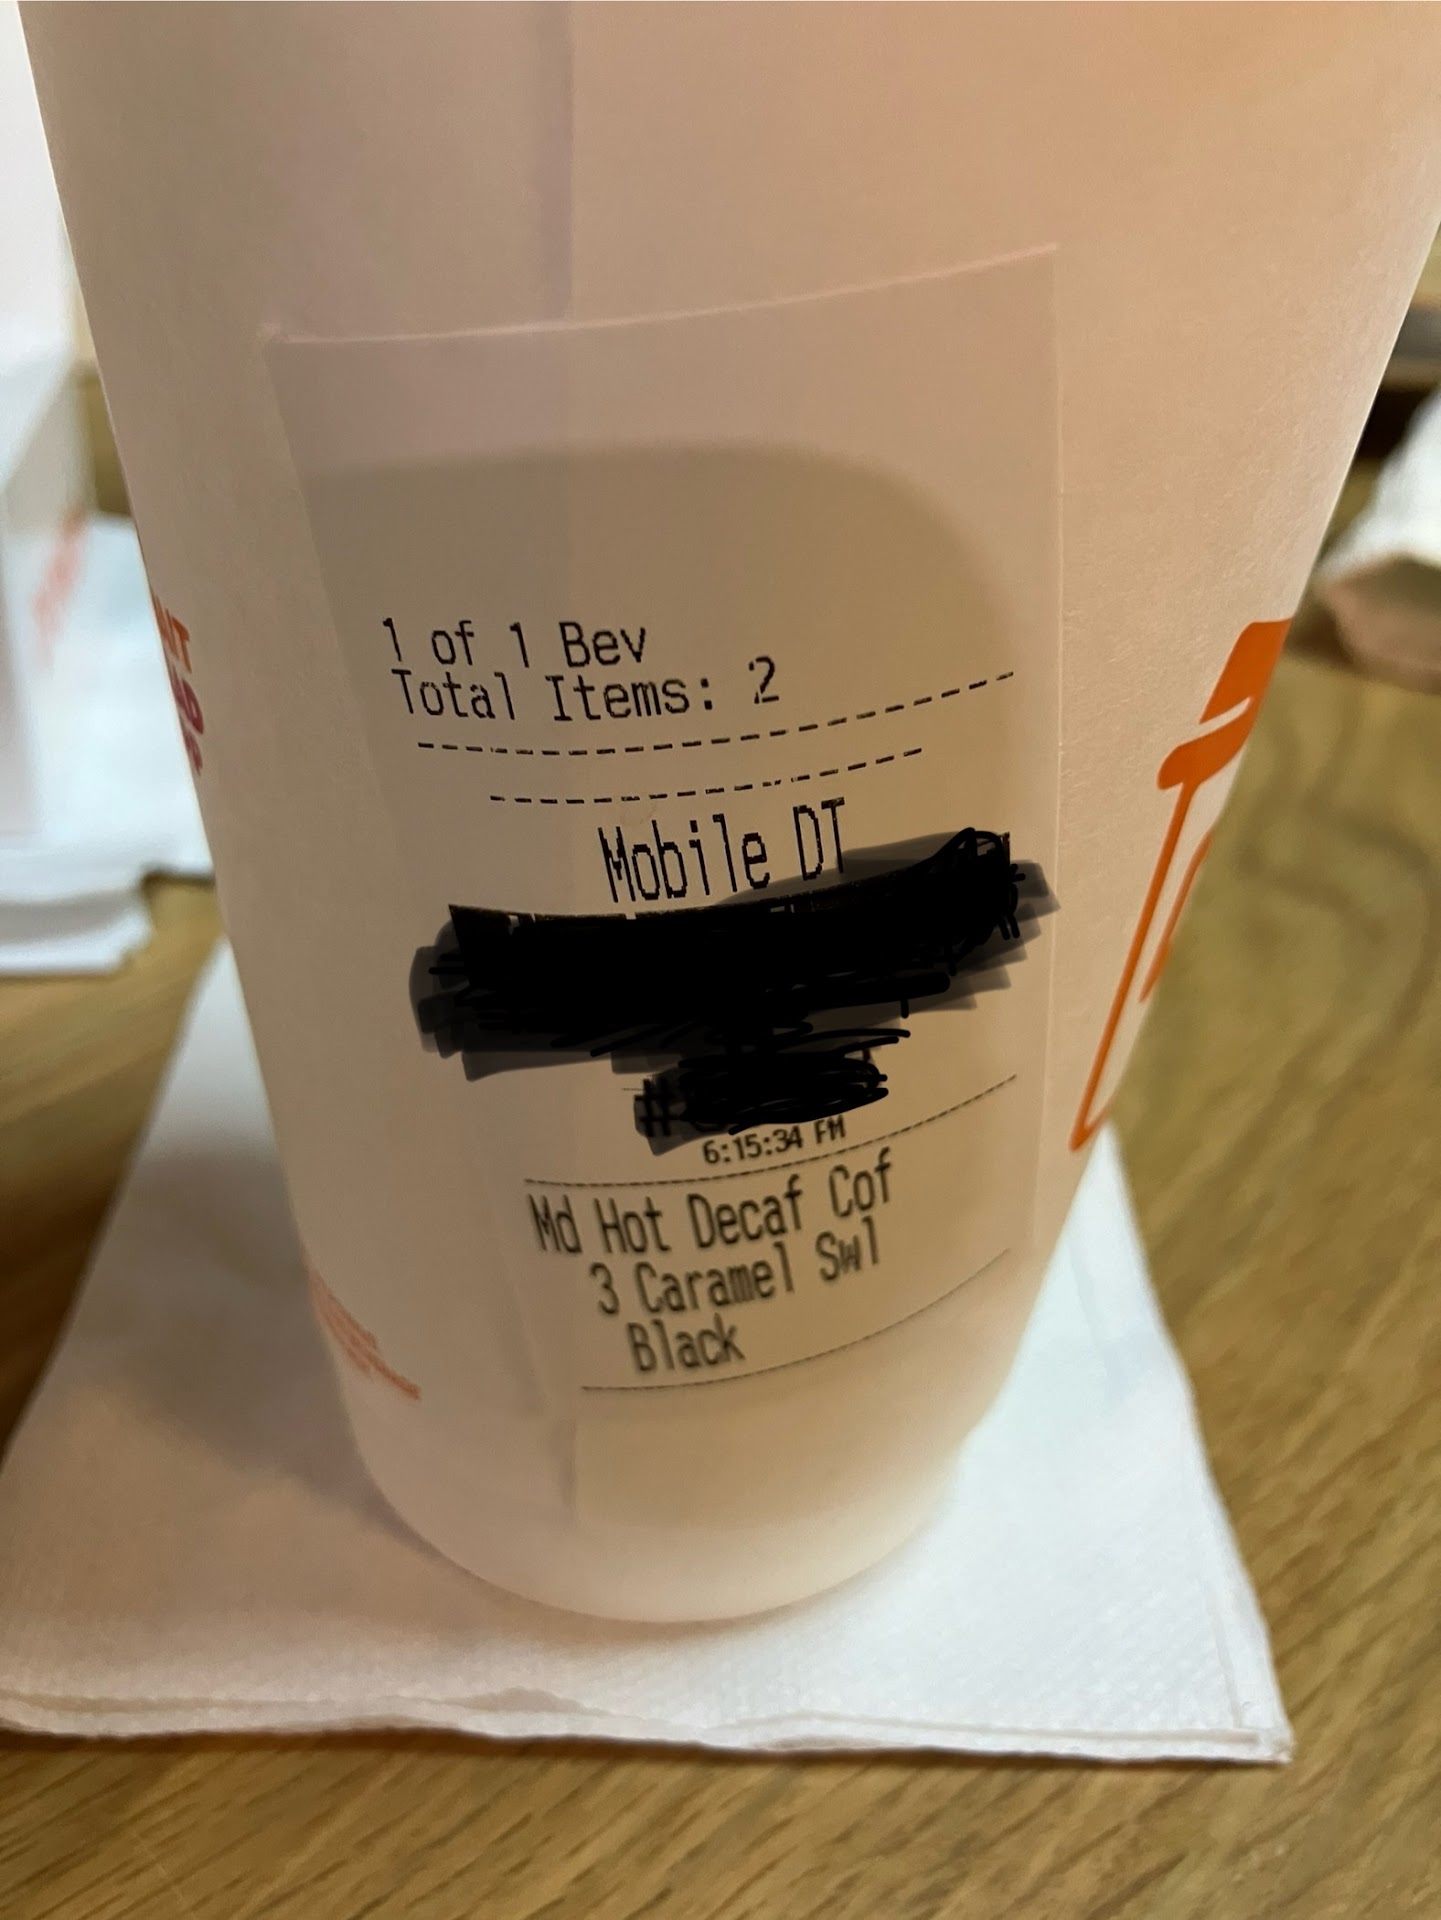 1 of 1 Bev
Total Items: 2
Mobile DT
6:15:34 PM
Md Hot Decaf Cof
3 Caramel Swl
Black